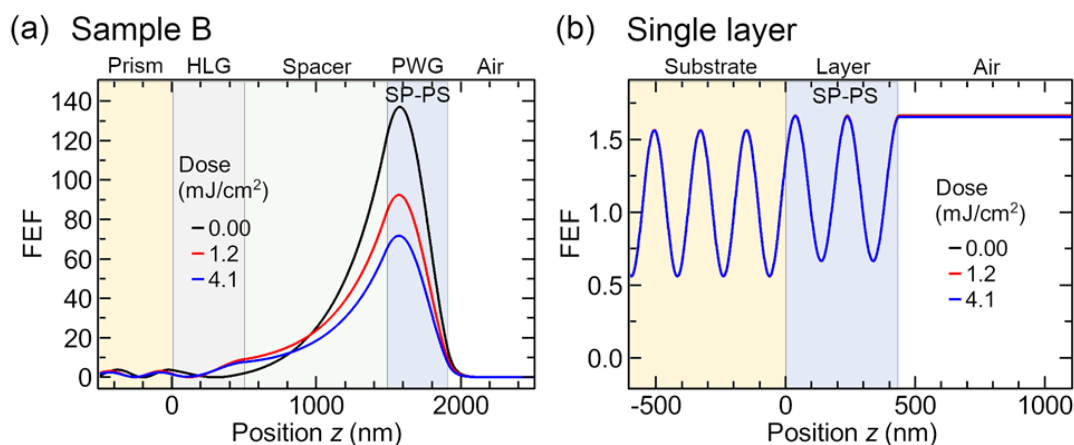 (a) Sample B
Prism HLG Spacer PWG Air
SP-PS
140
120
100
80
60
40
20
0
FEF
Dose
(mJ/cm²)
0.00
1.2
4.1
0 1000 2000
Position z (nm)
(b) Single layer
Substrate Layer Air
SP-PS
1.5
1.0
0.5
0.0
FEF
Dose
(mJ/cm²)
0.00
1.2
4.1
-500 0 500 1000
Position z (nm)